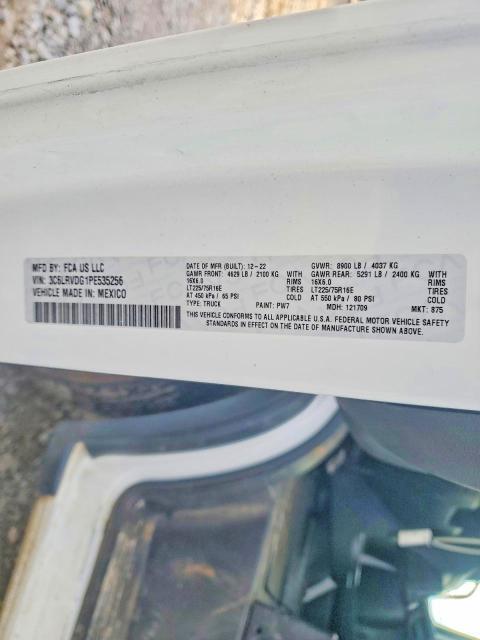 MFD BY: FCA US LLC
VIN: 3C6LRVDG1PE535256
VEHICLE MADE IN: MEXICO
DATE OF MFR (BUILT): 12-22
GVWR: 8900 LB / 4037 KG
GAWR FRONT: 4629 LB / 2100 KG WITH
GAWR REAR: 5291 LB / 2400 KG WITH
16X6.0 RIMS
16X6.0 RIMS
LT225/75R16E TIRES
LT225/75R16E TIRES
AT 450 kPa / 65 PSI COLD
AT 550 kPa / 80 PSI COLD
TYPE: TRUCK PAINT: PW7 MDH: 121709 MKT: 875
THIS VEHICLE CONFORMS TO ALL APPLICABLE U.S.A. FEDERAL MOTOR VEHICLE SAFETY
STANDARDS IN EFFECT ON THE DATE OF MANUFACTURE SHOWN ABOVE.